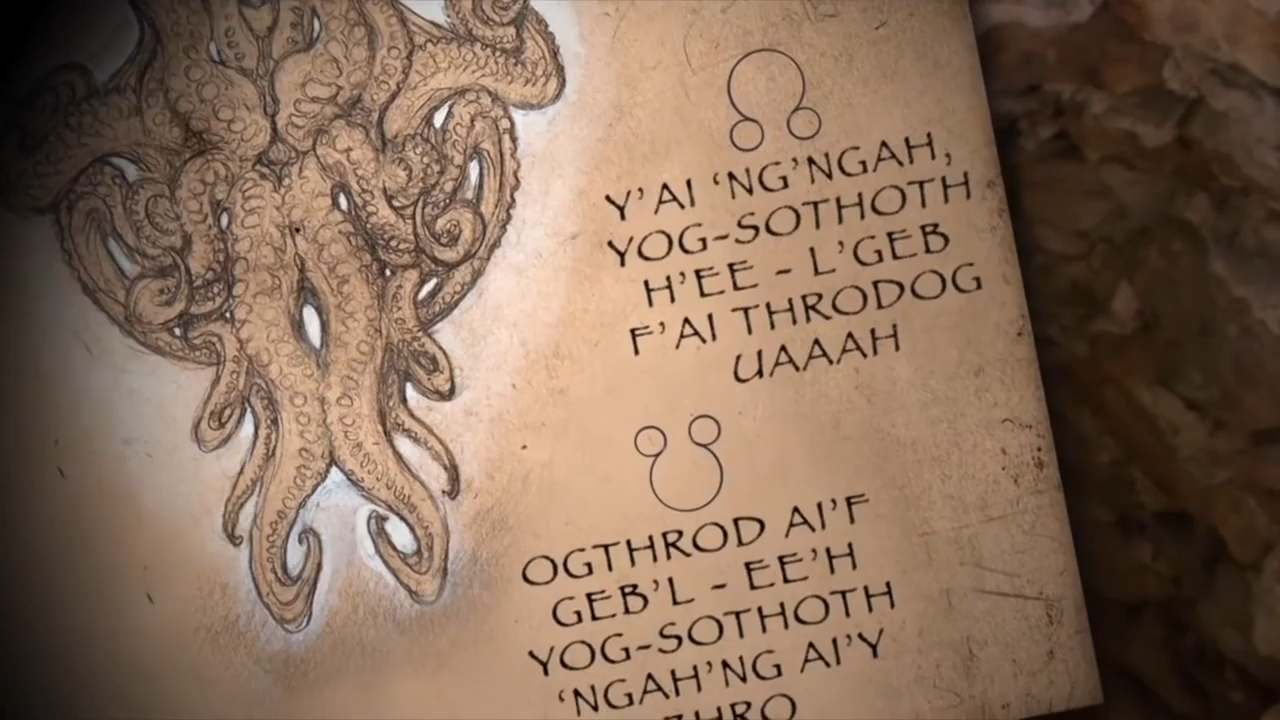 Y'AI 'NG'NGAH,
YOG-SOTHOTH
H'EE ~ L'GEB
F'AI THRODOG
UAAAH
OGTHROD AI'F
GEB'L ~ EE'H
YOG-SOTHOTH
'NGAH'NG AI'Y
ZHRO